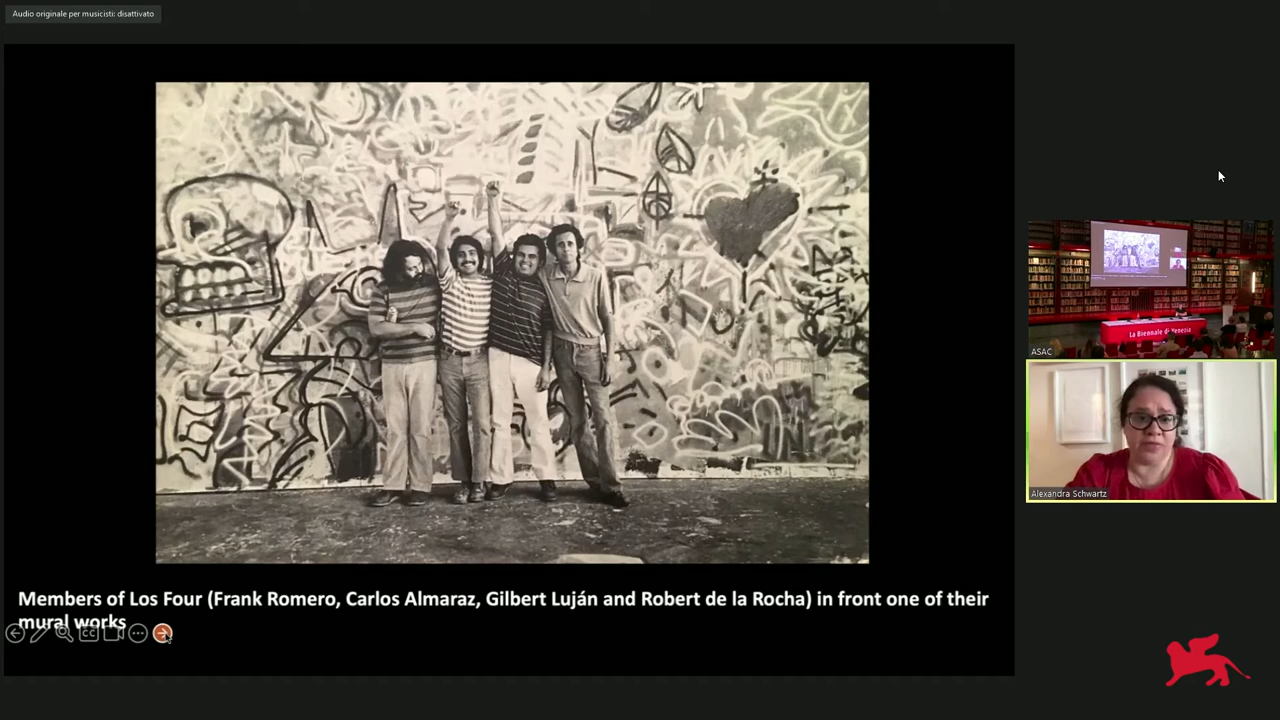 Audio originale per musicisti: disattivato
Members of Los Four (Frank Romero, Carlos Almaraz, Gilbert Luján and Robert de la Rocha) in front one of their
mural works
CC
La Biennale di Venezia
ASAC
Alexandra Schwartz